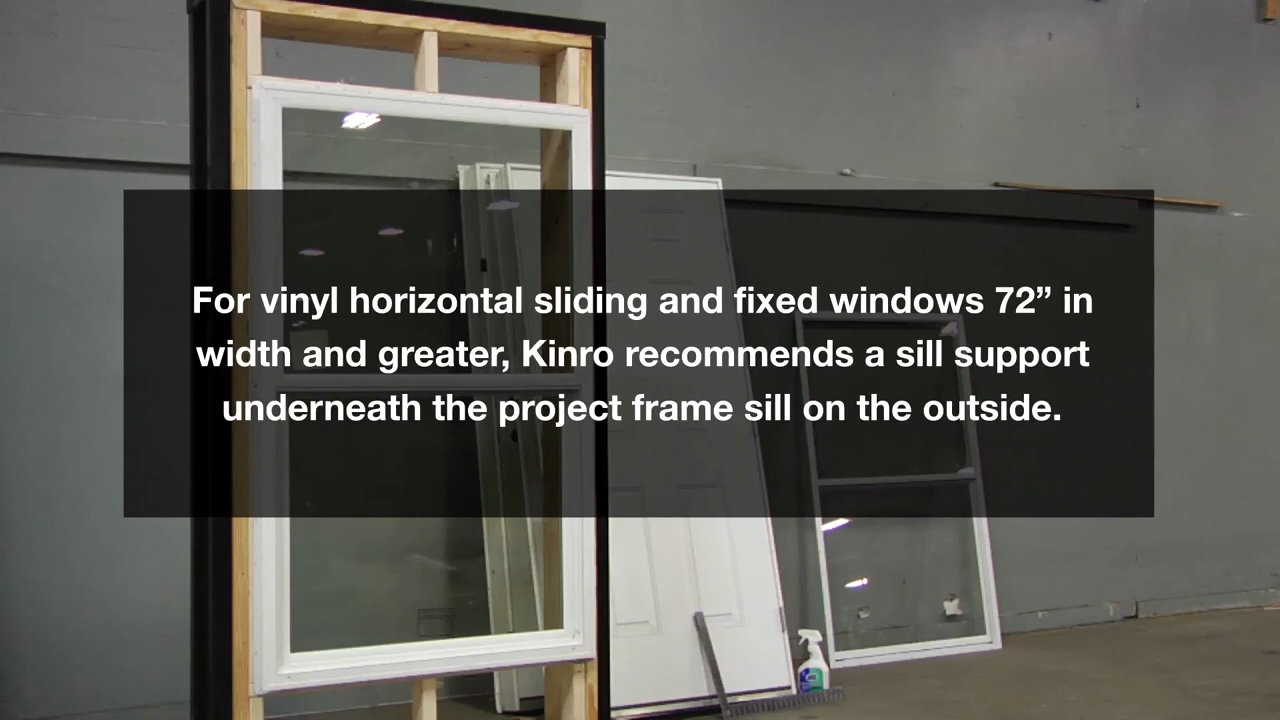 For vinyl horizontal sliding and fixed windows 72” in
width and greater, Kinro recommends a sill support
underneath the project frame sill on the outside.